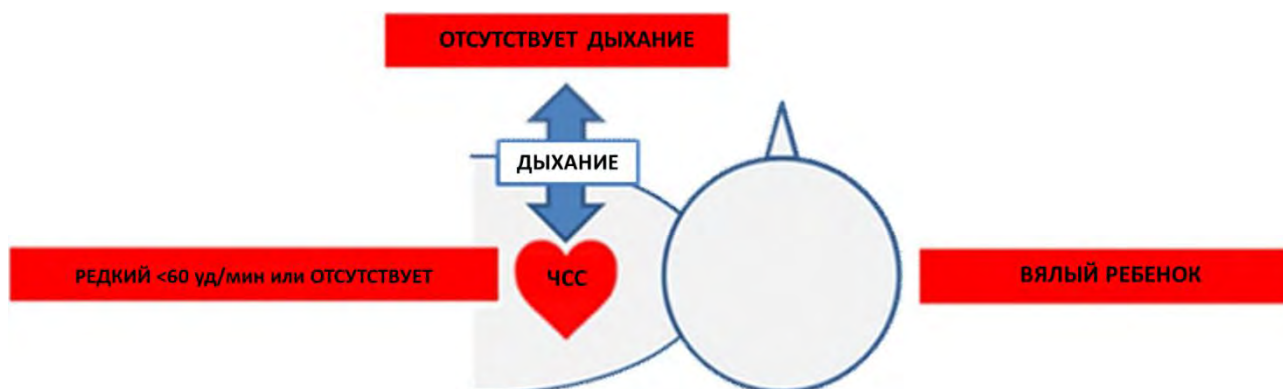 ОТСУТСТВУЕТ ДЫХАНИЕ
ДЫХАНИЕ
РЕДКИЙ <60 уд/мин или ОТСУТСТВУЕТ
ЧСС
ВЯЛЫЙ РЕБЕНОК